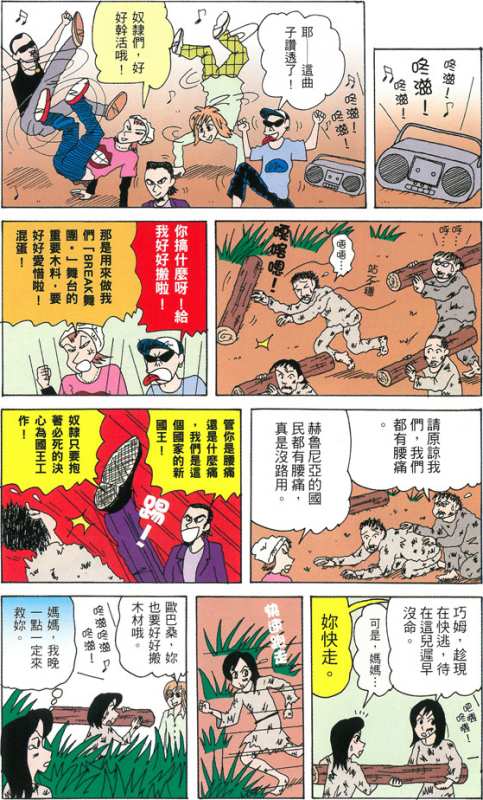 咚滋!
咚滋!
咚滋!
耶 這曲
子讚透了!
咚滋!
咚滋!
奴隸們,好
好幹活哦!
呼…呼…
站不穩
嗯嗯…
你搞什麼呀!給
我好好搬啦!
那是用來做我
們「BREAK舞
團。」舞台的
重要木料,要
好好愛惜啦!
混蛋!
請原諒我
們,我們
都有腰痛
。
赫魯尼亞的國
民都有腰痛,
真是沒路用。
管你是腰痛
還是什麼痛
,我們是這
個國家的新
國王!
踢!
奴隸只要抱
著必死的決
心為國王工
作!
巧姆,趁現
在快逃,待
在這兒遲早
沒命。
可是,媽媽…
妳快走。
咚滋
歐巴桑,妳
也要好好搬
木材哦。
咚滋咚滋
咚滋!
媽媽,我晚
一點一定來
救妳。